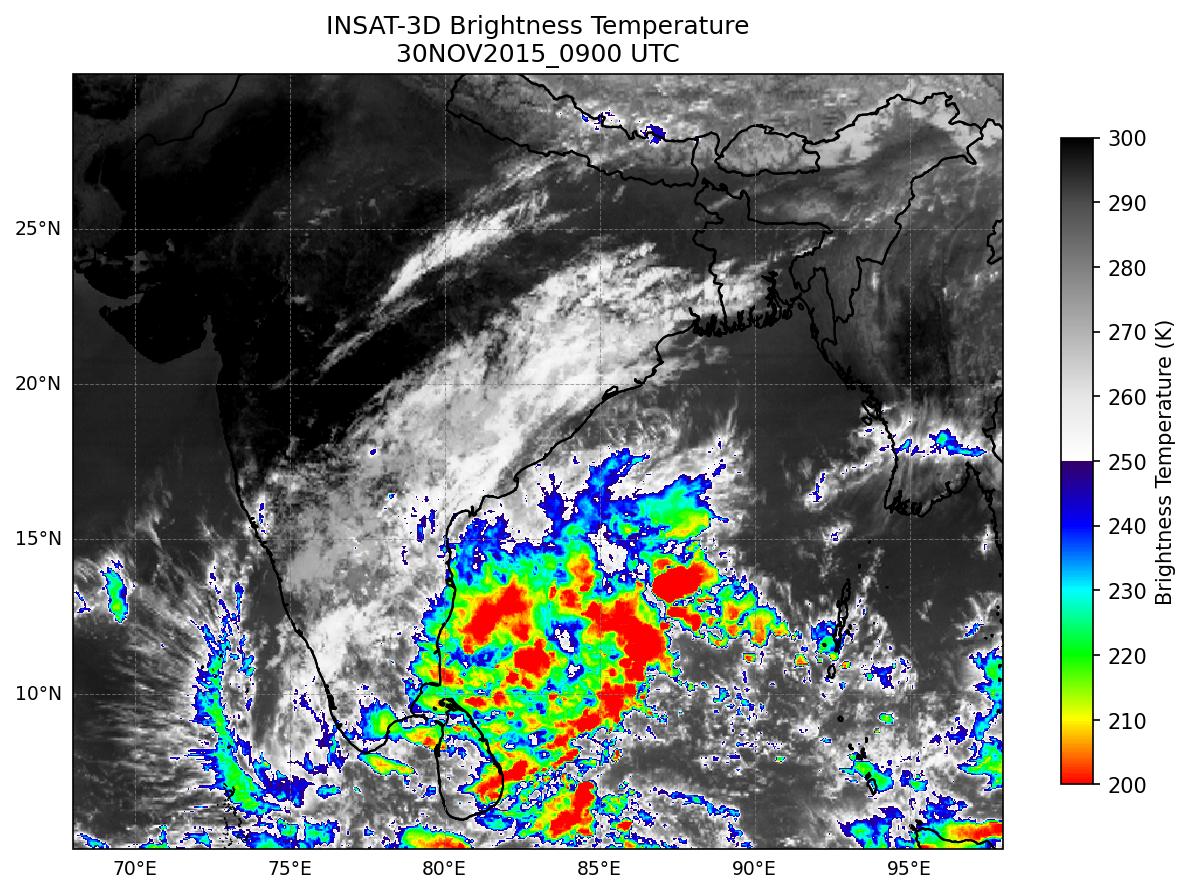 INSAT-3D Brightness Temperature
30NOV2015_0900 UTC
25°N
20°N
15°N
10°N
70°E
75°E
80°E
85°E
90°E
95°E
300
290
280
270
260
250
240
230
220
210
200
Brightness Temperature (K)